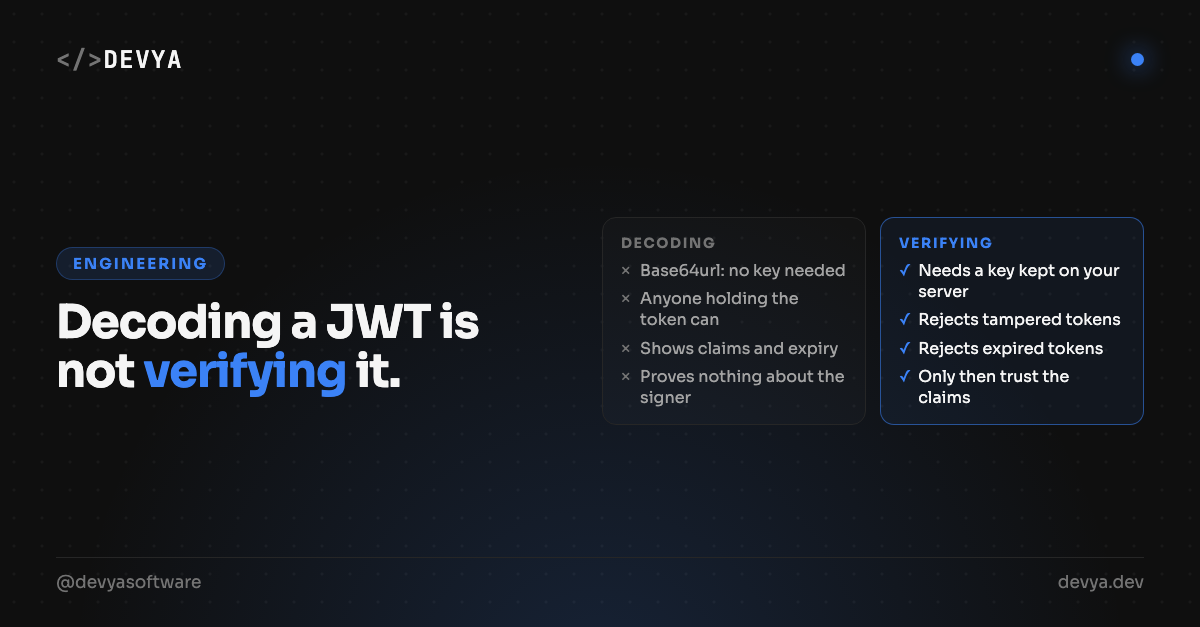 </>DEVYA
ENGINEERING
Decoding a JWT is
not verifying it.
DECODING
× Base64url: no key needed
× Anyone holding the
token can
× Shows claims and expiry
× Proves nothing about the
signer
VERIFYING
✓ Needs a key kept on your
server
✓ Rejects tampered tokens
✓ Rejects expired tokens
✓ Only then trust the
claims
@devyasoftware
devya.dev